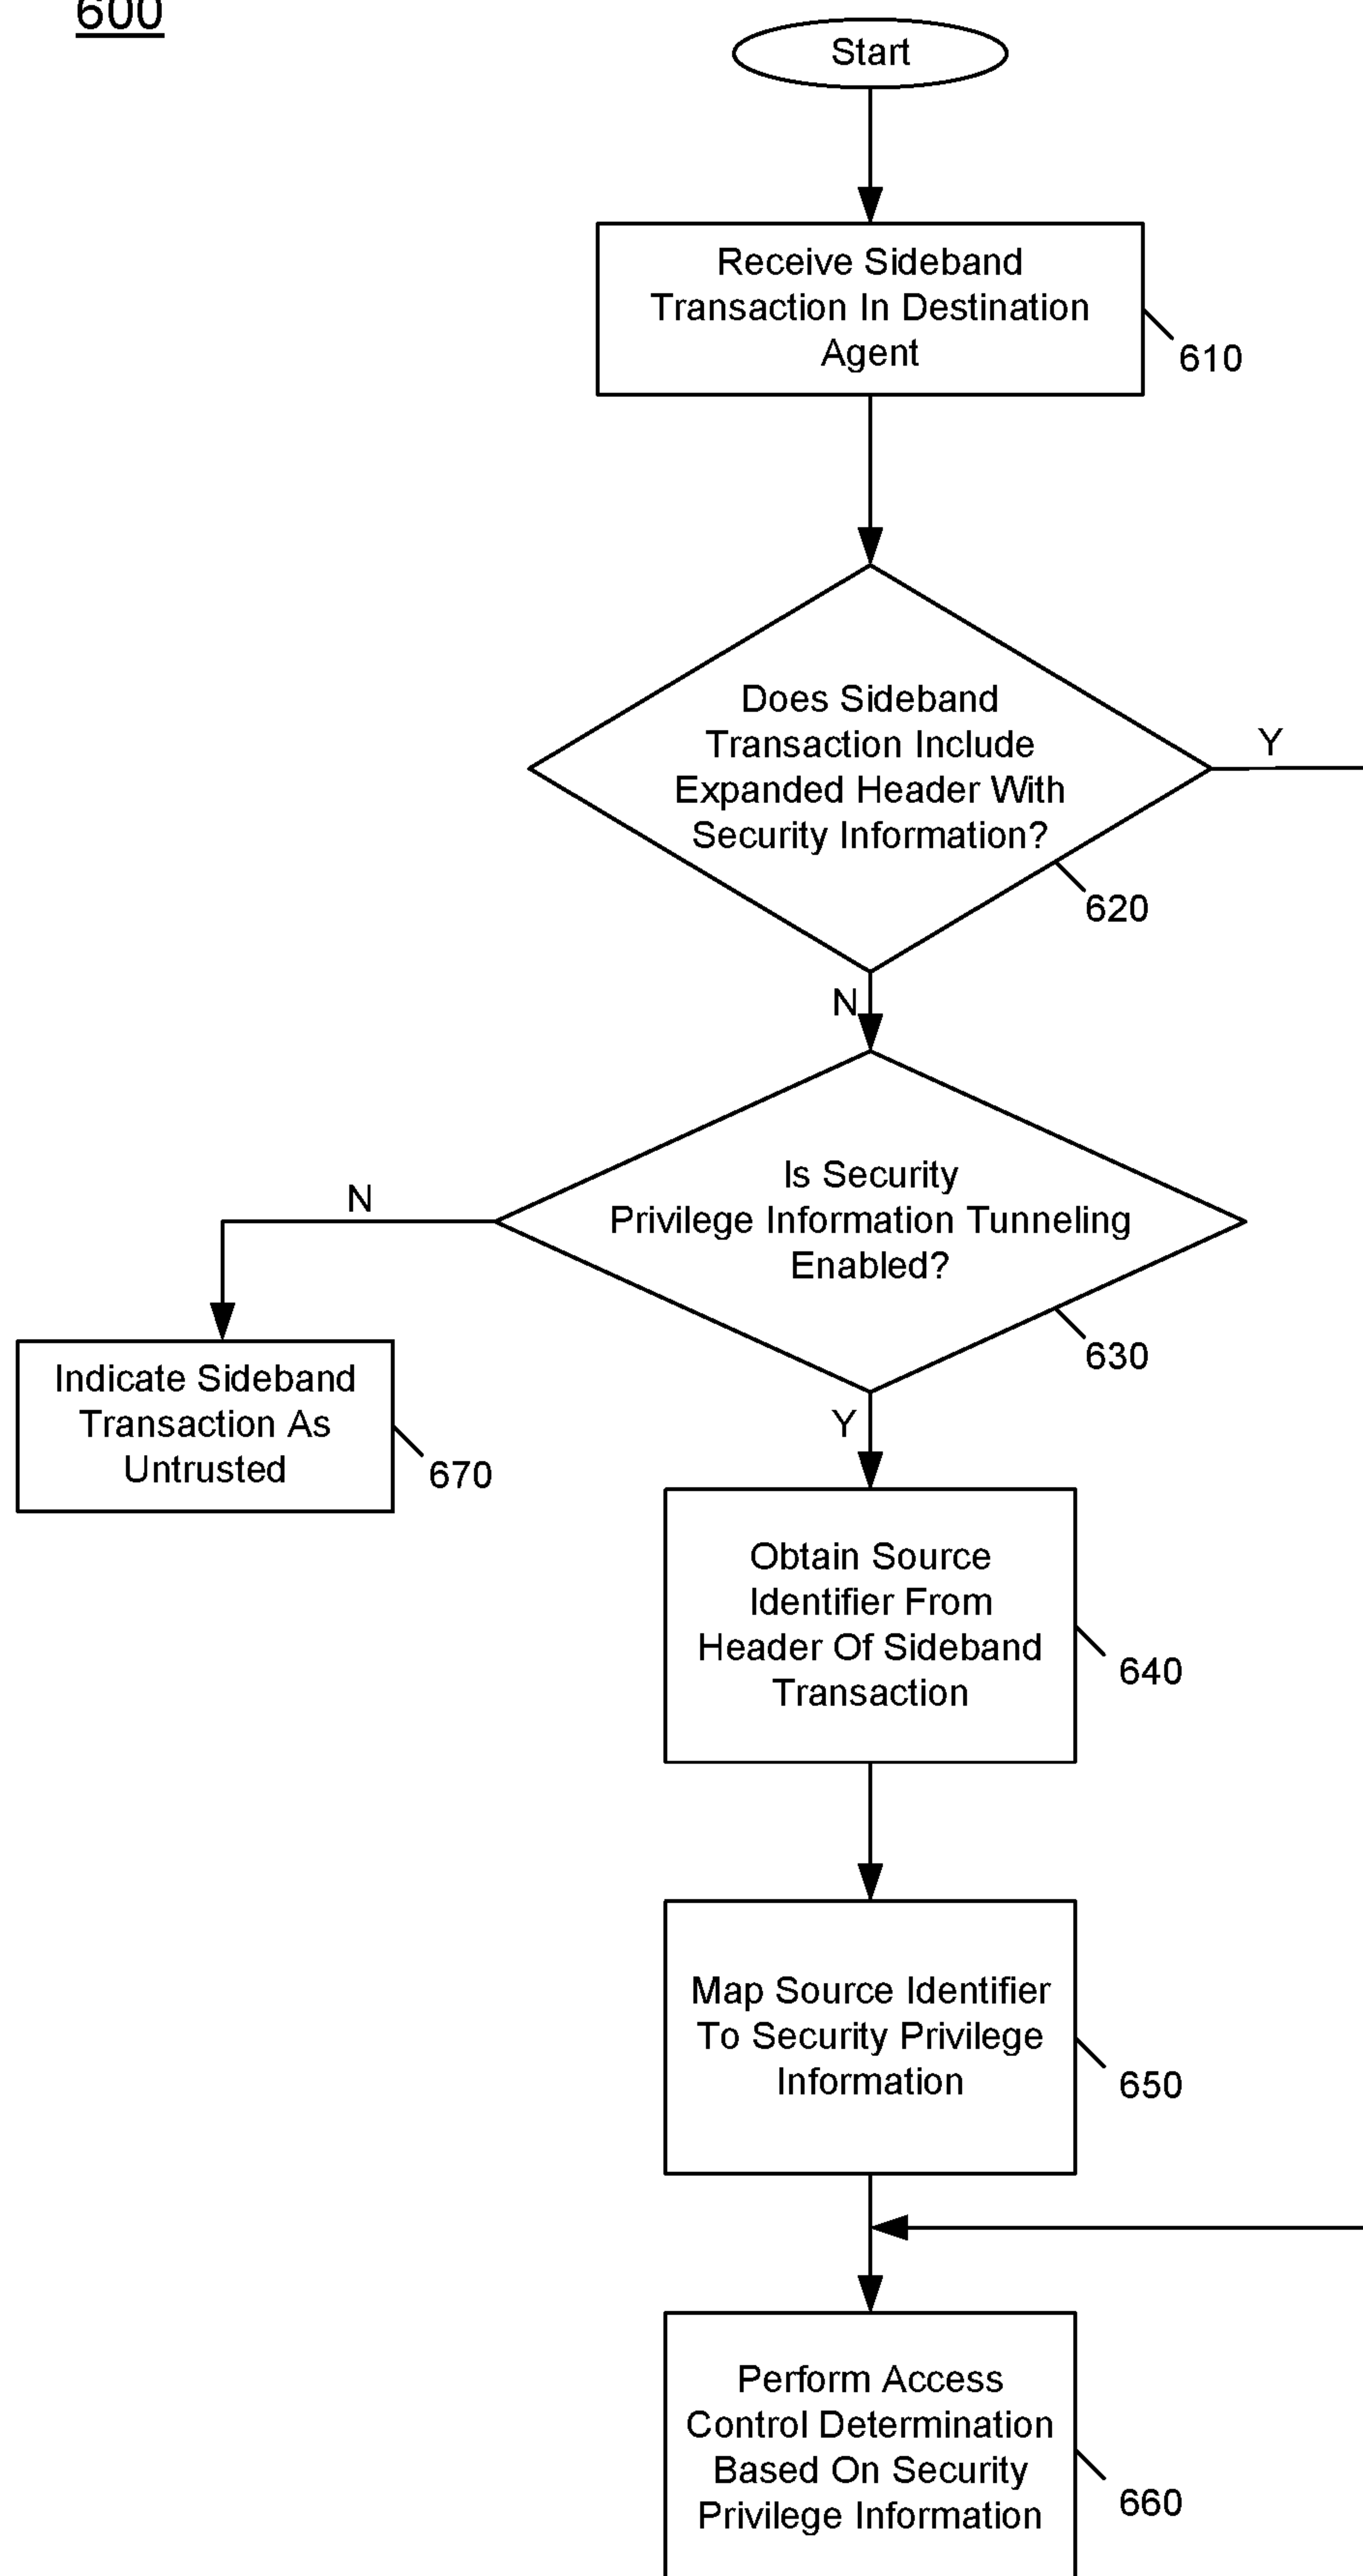 600
Start
Receive Sideband
Transaction In Destination
Agent
610
Does Sideband
Transaction Include
Expanded Header With
Security Information?
Y
620
N
Is Security
Privilege Information Tunneling
Enabled?
N
630
Indicate Sideband
Transaction As
Untrusted
670
Y
Obtain Source
Identifier From
Header Of Sideband
Transaction
640
Map Source Identifier
To Security Privilege
Information
650
Perform Access
Control Determination
Based On Security
Privilege Information
660